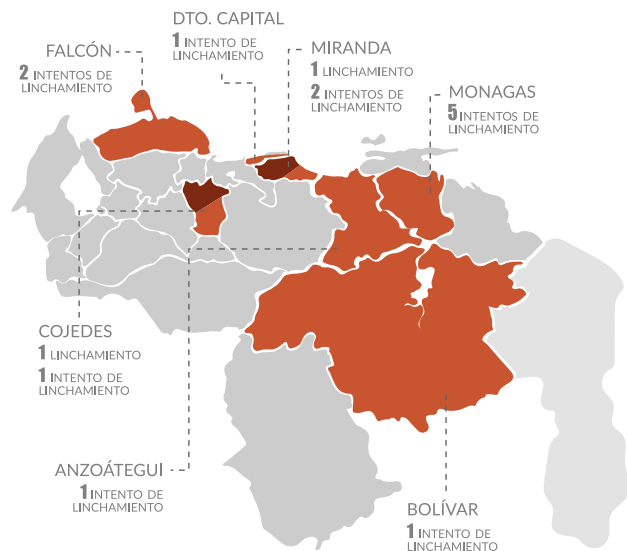 DTO. CAPITAL
1 INTENTO DE
LINCHAMIENTO
FALCÓN
2 INTENTOS DE
LINCHAMIENTO
MIRANDA
1 LINCHAMIENTO
2 INTENTOS DE
LINCHAMIENTO
MONAGAS
5 INTENTOS DE
LINCHAMIENTO
COJEDES
1 LINCHAMIENTO
1 INTENTO DE
LINCHAMIENTO
ANZOÁTEGUI
1 INTENTO DE
LINCHAMIENTO
BOLÍVAR
1 INTENTO DE
LINCHAMIENTO